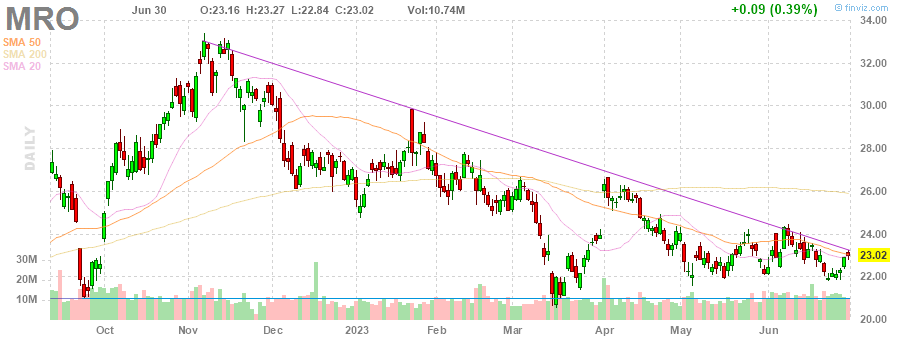 MRO Jun 30 O:23.16 H:23.27 L:22.84 C:23.02 Vol:10.74M +0.09 (0.39%) © finviz.com
SMA 50
SMA 200
SMA 20
DAILY
34.00
32.00
30.00
28.00
26.00
24.00
23.02
22.00
20.00
30M
20M
10M
Oct Nov Dec 2023 Feb Mar Apr May Jun